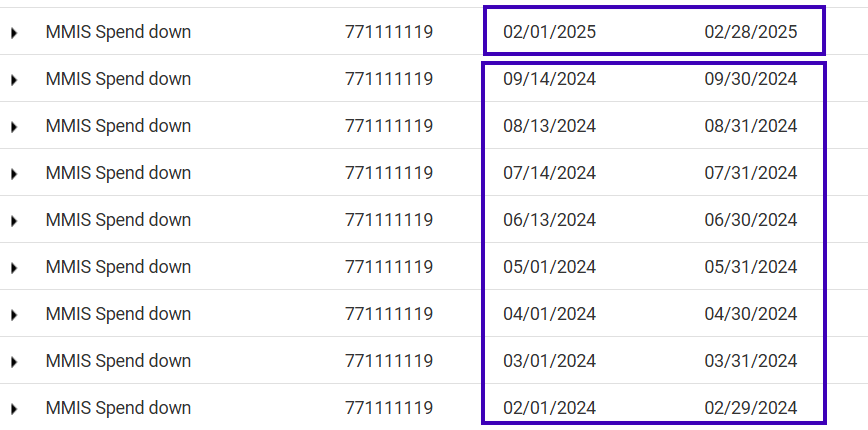 MMIS Spend down 771111119 02/01/2025 02/28/2025
MMIS Spend down 771111119 09/14/2024 09/30/2024
MMIS Spend down 771111119 08/13/2024 08/31/2024
MMIS Spend down 771111119 07/14/2024 07/31/2024
MMIS Spend down 771111119 06/13/2024 06/30/2024
MMIS Spend down 771111119 05/01/2024 05/31/2024
MMIS Spend down 771111119 04/01/2024 04/30/2024
MMIS Spend down 771111119 03/01/2024 03/31/2024
MMIS Spend down 771111119 02/01/2024 02/29/2024